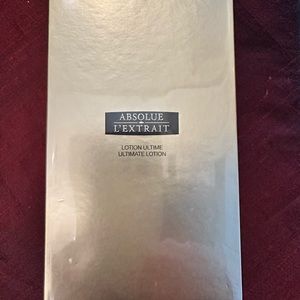 ABSOLUE
L'EXTRAIT
LOTION ULTIME
ULTIMATE LOTION